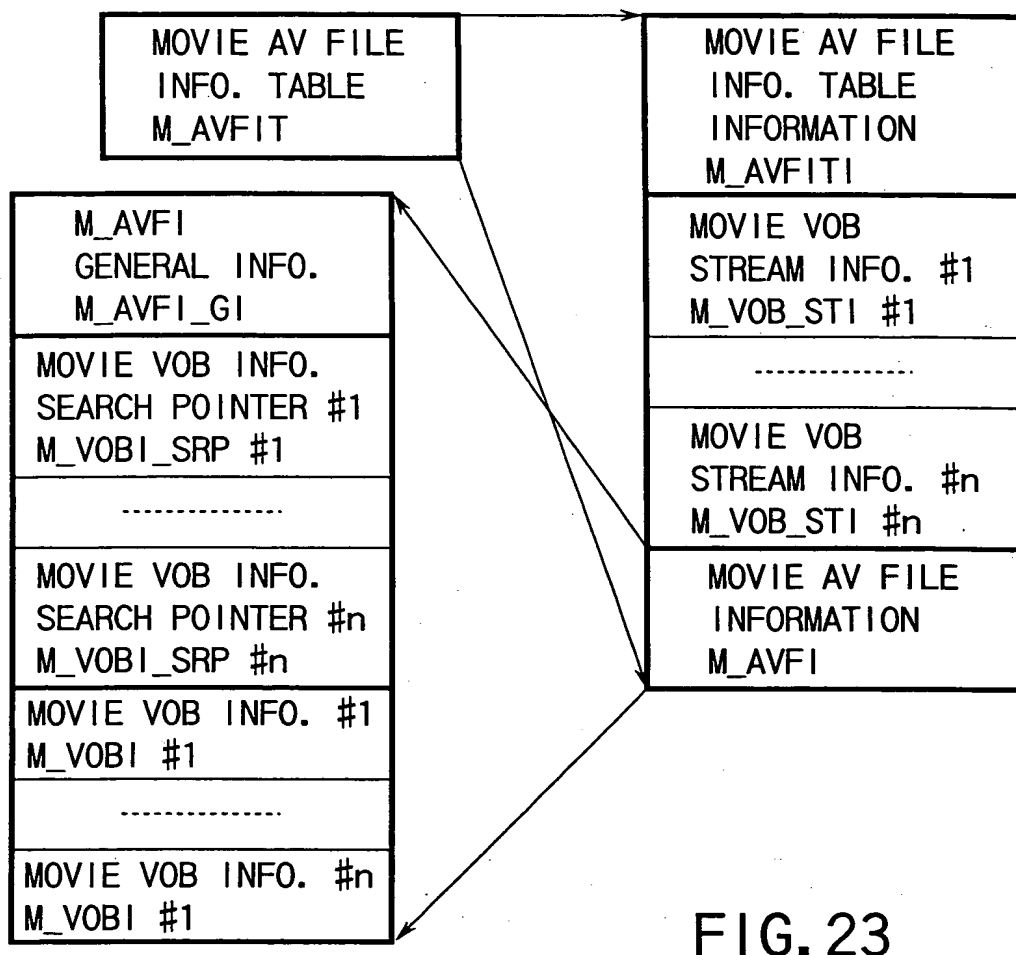 MOVIE AV FILE
INFO. TABLE
M_AVFIT
MOVIE AV FILE
INFO. TABLE
INFORMATION
M_AVFITI
MOVIE VOB
STREAM INFO. #1
M_VOB_STI #1
MOVIE VOB
STREAM INFO. #n
M_VOB_STI #n
MOVIE AV FILE
INFORMATION
M_AVFI
M_AVFI
GENERAL INFO.
M_AVFI_GI
MOVIE VOB INFO.
SEARCH POINTER #1
M_VOBI_SRP #1
MOVIE VOB INFO.
SEARCH POINTER #n
M_VOBI_SRP #n
MOVIE VOB INFO. #1
M_VOBI #1
MOVIE VOB INFO. #n
M_VOBI #1
FIG. 23